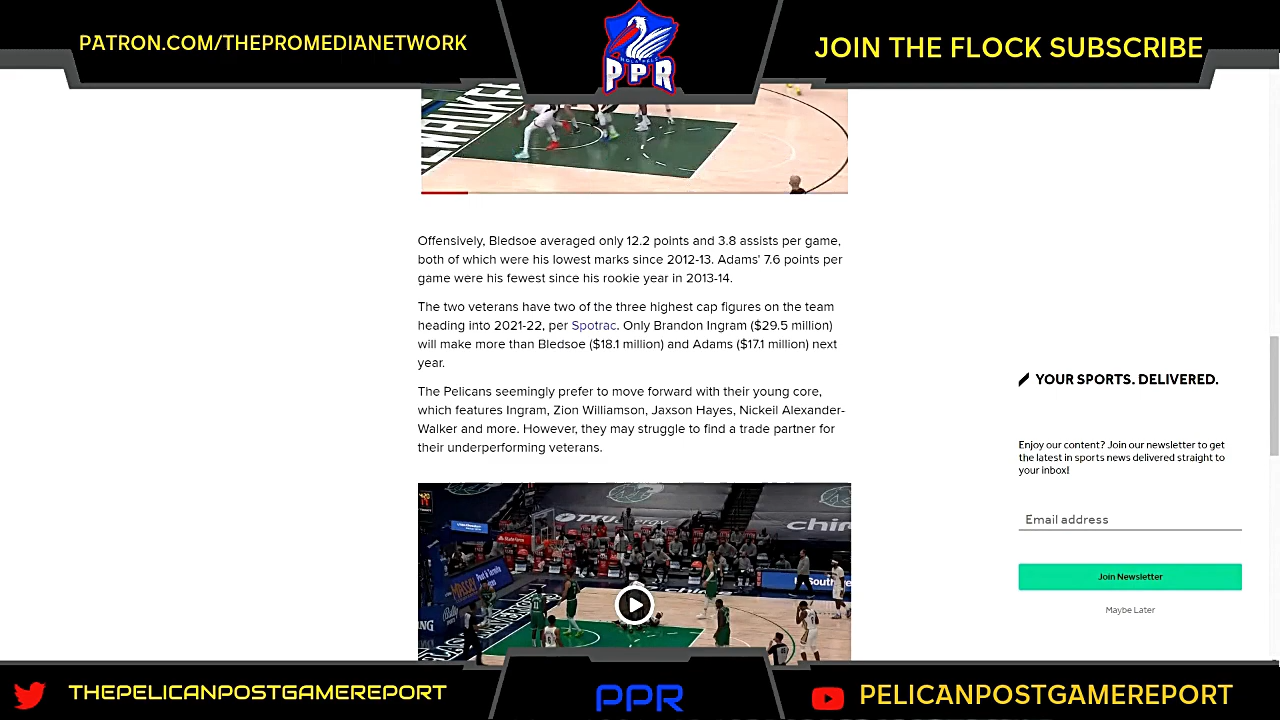 PATRON.COM/THEPROMEDIANETWORK
PPR
JOIN THE FLOCK SUBSCRIBE
Offensively, Bledsoe averaged only 12.2 points and 3.8 assists per game,
both of which were his lowest marks since 2012-13. Adams' 7.6 points per
game were his fewest since his rookie year in 2013-14.
The two veterans have two of the three highest cap figures on the team
heading into 2021-22, per Spotrac. Only Brandon Ingram ($29.5 million)
will make more than Bledsoe ($18.1 million) and Adams ($17.1 million) next
year.
The Pelicans seemingly prefer to move forward with their young core,
which features Ingram, Zion Williamson, Jaxson Hayes, Nickeil Alexander-
Walker and more. However, they may struggle to find a trade partner for
their underperforming veterans.
YOUR SPORTS. DELIVERED.
Enjoy our content? Join our newsletter to get
the latest in sports news delivered straight to
your inbox!
Email address
Join Newsletter
Maybe Later
THEPELICANPOSTGAMEREPORT
PPR
PELICANPOSTGAMEREPORT